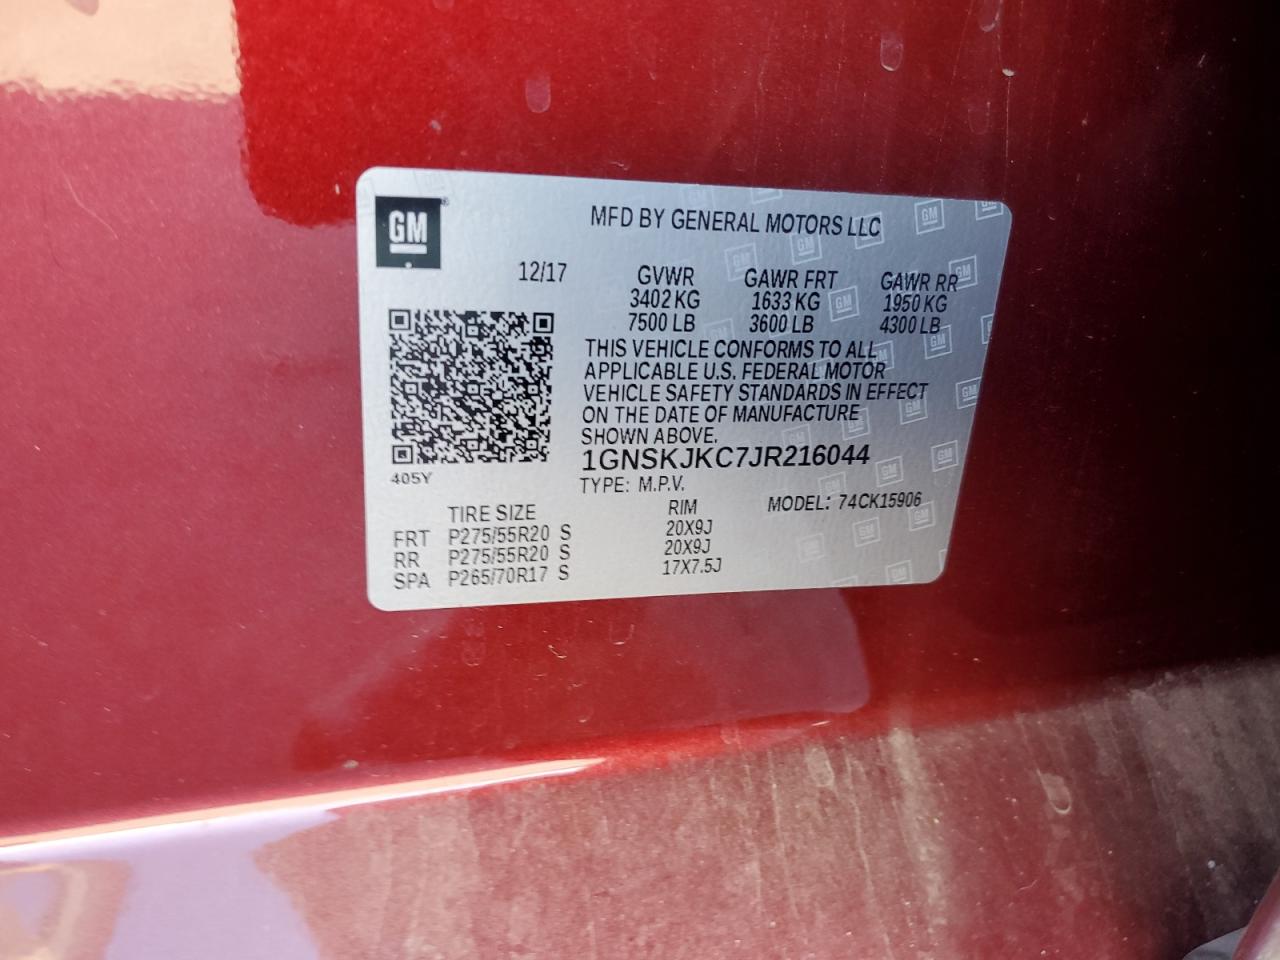 GM
MFD BY GENERAL MOTORS LLC
12/17
GVWR GAWR FRT GAWR RR
3402 KG 1633 KG 1950 KG
7500 LB 3600 LB 4300 LB
THIS VEHICLE CONFORMS TO ALL
APPLICABLE U.S. FEDERAL MOTOR
VEHICLE SAFETY STANDARDS IN EFFECT
ON THE DATE OF MANUFACTURE
SHOWN ABOVE.
1GNSKJKC7JR216044
405Y
TYPE: M.P.V. MODEL: 74CK15906
TIRE SIZE RIM
FRT P275/55R20 S 20X9J
RR P275/55R20 S 20X9J
SPA P265/70R17 S 17X7.5J